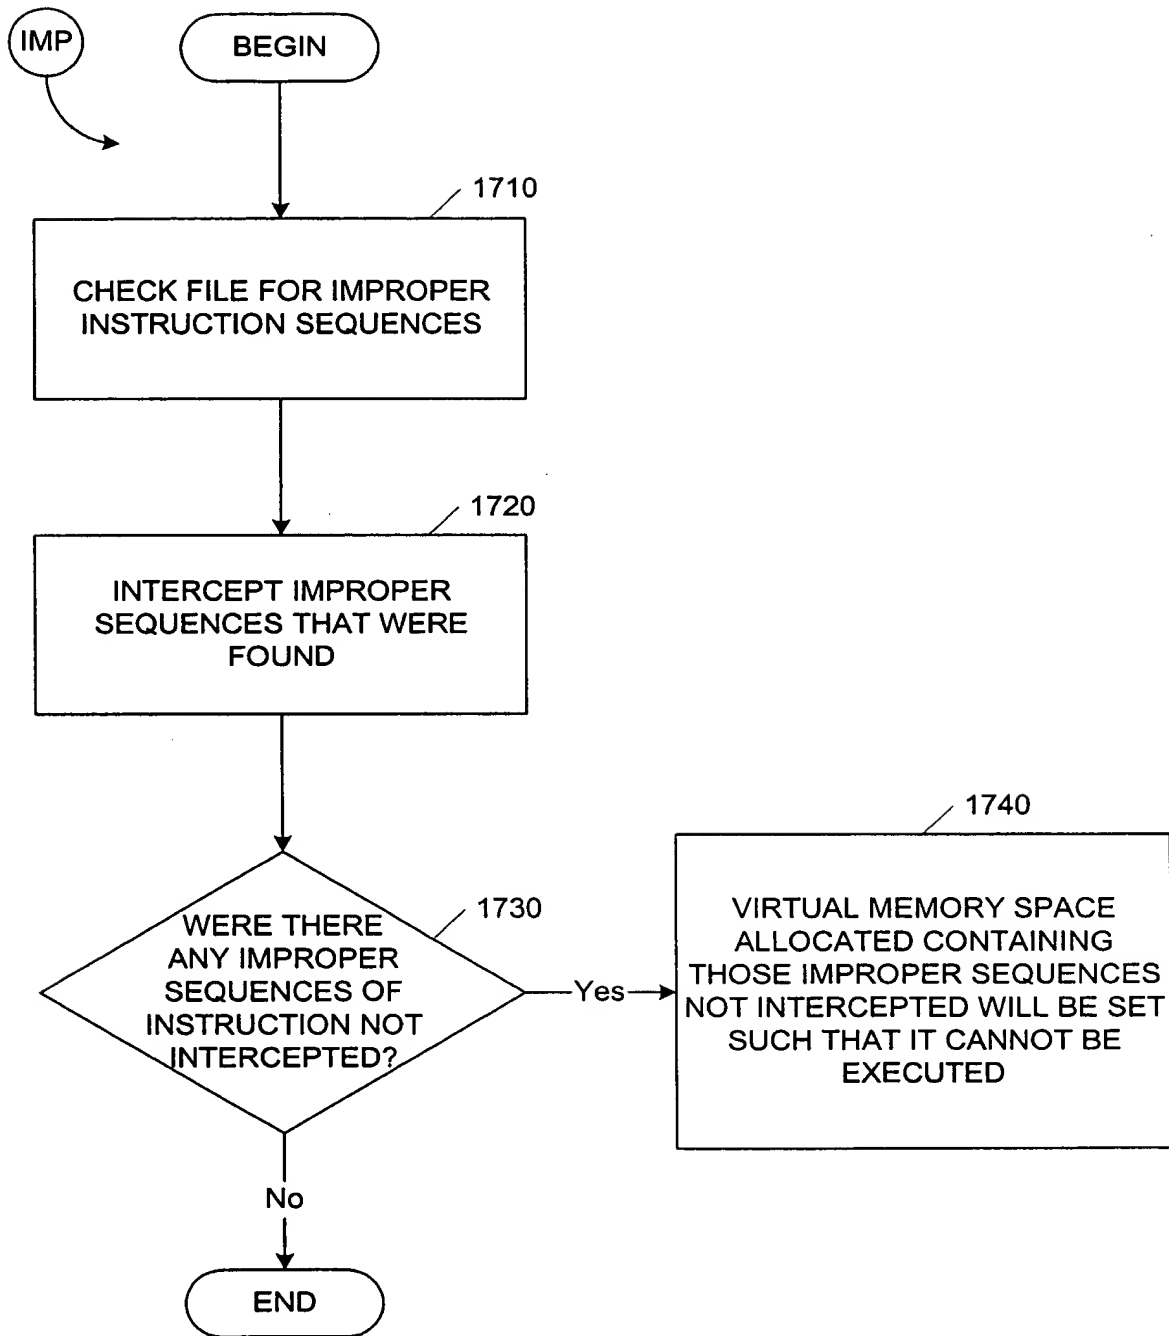 IMP
BEGIN
1710
CHECK FILE FOR IMPROPER
INSTRUCTION SEQUENCES
1720
INTERCEPT IMPROPER
SEQUENCES THAT WERE
FOUND
1730
WERE THERE
ANY IMPROPER
SEQUENCES OF
INSTRUCTION NOT
INTERCEPTED?
Yes
1740
VIRTUAL MEMORY SPACE
ALLOCATED CONTAINING
THOSE IMPROPER SEQUENCES
NOT INTERCEPTED WILL BE SET
SUCH THAT IT CANNOT BE
EXECUTED
No
END